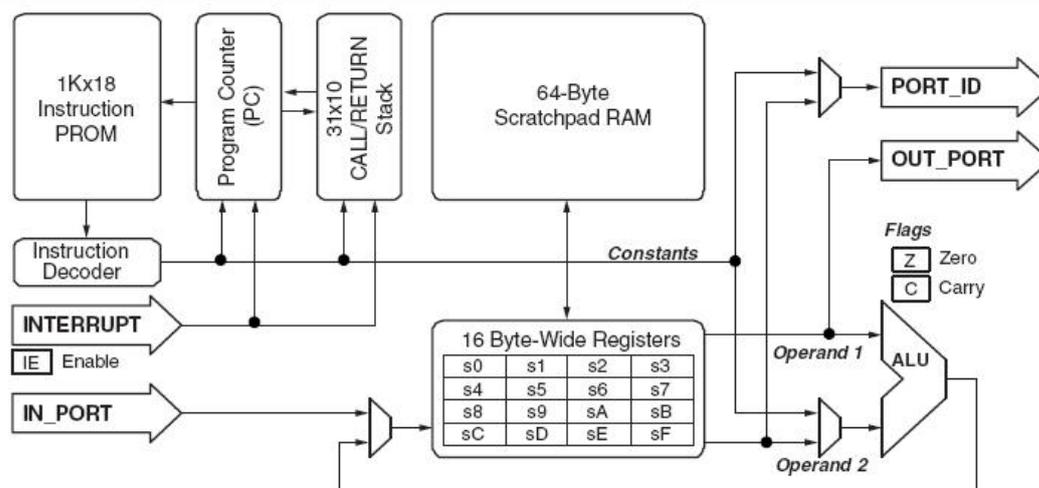 1Kx18
Instruction
PROM
Program Counter
(PC)
31x10
CALL/RETURN
Stack
64-Byte
Scratchpad RAM
PORT_ID
OUT_PORT
Instruction
Decoder
Constants
Flags
Z Zero
C Carry
INTERRUPT
IE Enable
16 Byte-Wide Registers
s0 s1 s2 s3
s4 s5 s6 s7
s8 s9 sA sB
sC sD sE sF
Operand 1
ALU
IN_PORT
Operand 2